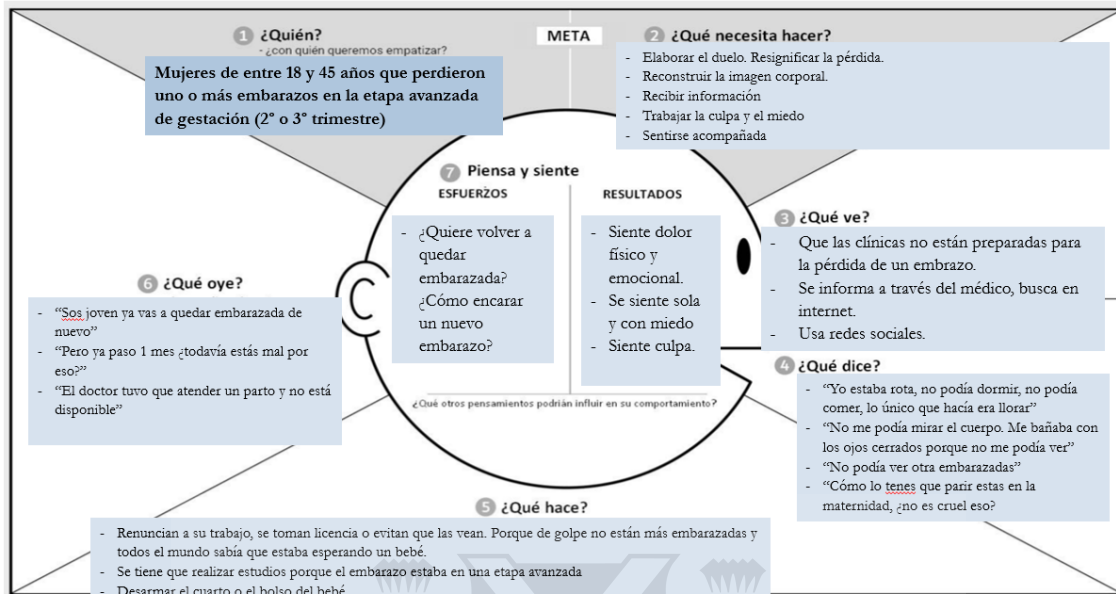 1 ¿Quién?
- ¿con quién queremos empatizar?
Mujeres de entre 18 y 45 años que perdieron
uno o más embarazos en la etapa avanzada
de gestación (2° o 3° trimestre)
META
2 ¿Qué necesita hacer?
- Elaborar el duelo. Resignificar la pérdida.
- Reconstruir la imagen corporal.
- Recibir información
- Trabajar la culpa y el miedo
- Sentirse acompañada
3 ¿Qué ve?
- Que las clínicas no están preparadas para
la pérdida de un embrazo.
- Se informa a través del médico, busca en
internet.
- Usa redes sociales.
4 ¿Qué dice?
- “Yo estaba rota, no podía dormir, no podía
comer, lo único que hacía era llorar”
- “No me podía mirar el cuerpo. Me bañaba con
los ojos cerrados porque no me podía ver”
- “No podía ver otra embarazadas”
- “Cómo lo tenes que parir estas en la
maternidad, ¿no es cruel eso?
5 ¿Qué hace?
- Renuncian a su trabajo, se toman licencia o evitan que las vean. Porque de golpe no están más embarazadas y
todos el mundo sabía que estaba esperando un bebé.
- Se tiene que realizar estudios porque el embarazo estaba en una etapa avanzada
- Desarmar el cuarto o el bolso del bebé
6 ¿Qué oye?
- “Sos joven ya vas a quedar embarazada de
nuevo”
- “Pero ya paso 1 mes ¿todavía estás mal por
eso?”
- “El doctor tuvo que atender un parto y no está
disponible”
7 Piensa y siente
ESFUERZOS
- ¿Quiere volver a
quedar
embarazada?
¿Cómo encarar
un nuevo
embarazo?
RESULTADOS
- Siente dolor
físico y
emocional.
- Se siente sola
y con miedo
- Siente culpa.
¿Qué otros pensamientos podrían influir en su comportamiento?